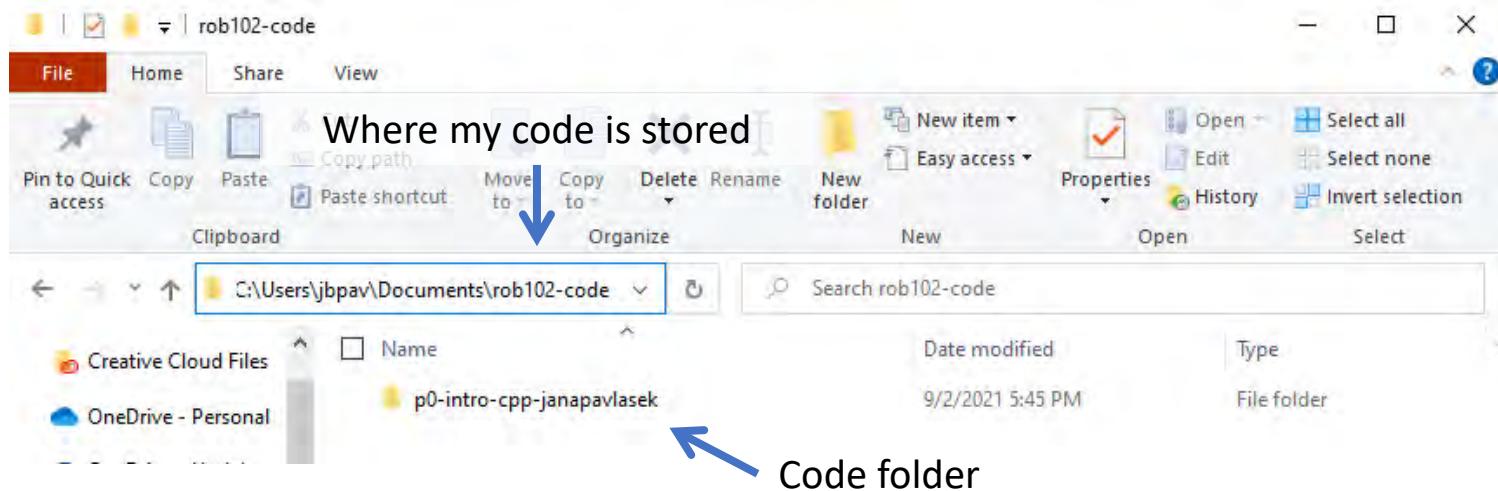 rob102-code
File Home Share View
Where my code is stored
Copy path
Pin to Quick access
Copy
Paste
Paste shortcut
Move to
Copy to
Delete
Rename
New folder
New item
Easy access
Properties
Open
Edit
History
Select all
Select none
Invert selection
Clipboard Organize New Open Select
C:\Users\jbpav\Documents\rob102-code
Search rob102-code
Creative Cloud Files
OneDrive - Personal
Name Date modified Type
p0-intro-cpp-janapavlasek 9/2/2021 5:45 PM File folder
Code folder